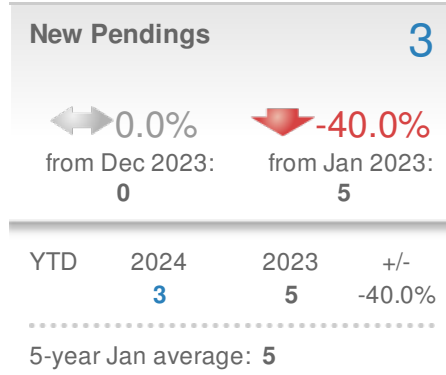 New Pendings 3
0.0% -40.0%
from Dec 2023: from Jan 2023:
0 5
YTD 2024 2023 +/-
3 5 -40.0%
5-year Jan average: 5